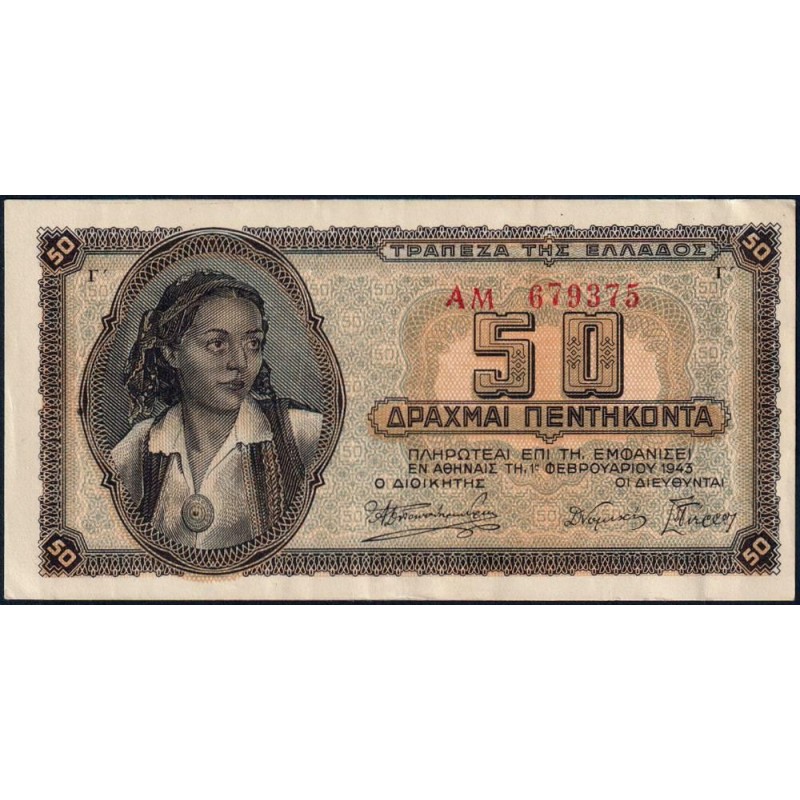 50 50
ΤΡΑΠΕΖΑ ΤΗΣ ΕΛΛΑΔΟΣ
Γ΄ Γ΄
ΑΜ 679375
50
ΔΡΑΧΜΑΙ ΠΕΝΤΗΚΟΝΤΑ
ΠΛΗΡΩΤΕΑΙ ΕΠΙ ΤΗ, ΕΜΦΑΝΙΣΕΙ
ΕΝ ΑΘΗΝΑΙΣ ΤΗ, 1ῃ ΦΕΒΡΟΥΑΡΙΟΥ 1943
Ο ΔΙΟΙΚΗΤΗΣ ΟΙ ΔΙΕΥΘΥΝΤΑΙ
50 50